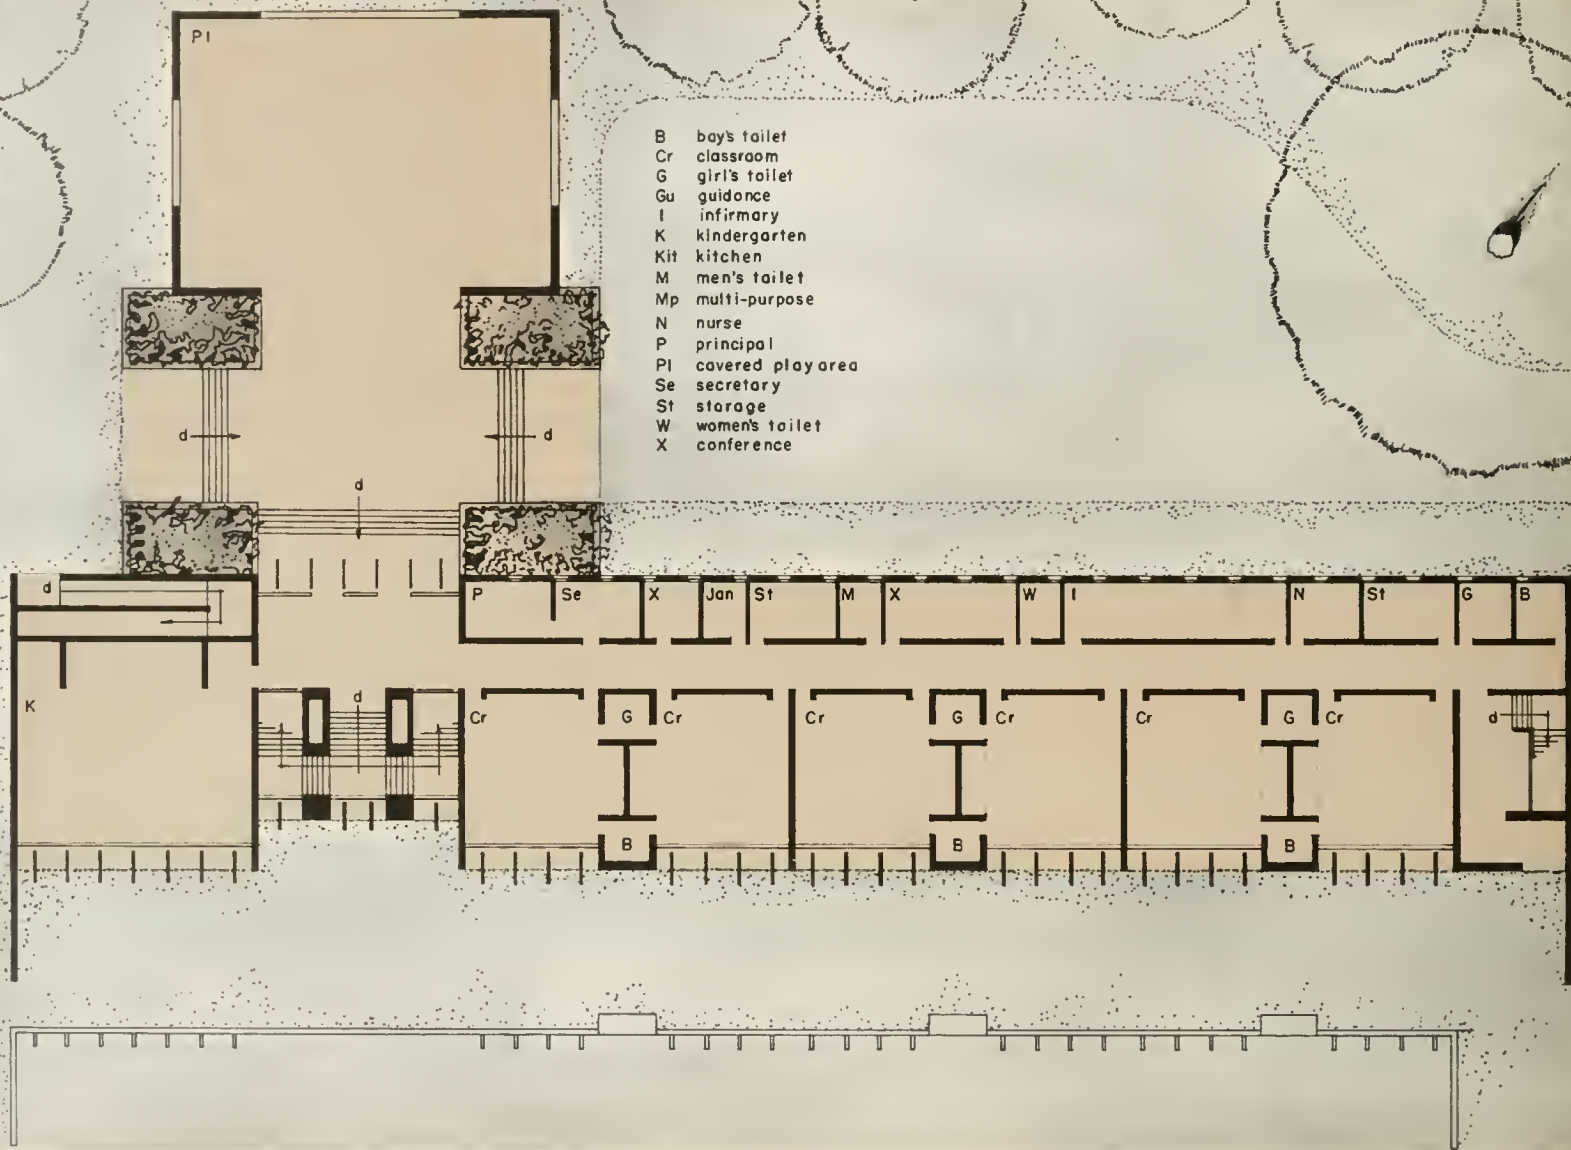 Pl
B boy's toilet
Cr classroom
G girl's toilet
Gu guidance
I infirmary
K kindergarten
Kit kitchen
M men's toilet
Mp multi-purpose
N nurse
P principal
Pl covered play area
Se secretary
St storage
W women's toilet
X conference
d
d
d
d
P Se X Jan St M X W I N St G B
d
K
Cr G Cr Cr G Cr Cr G Cr d
B B B